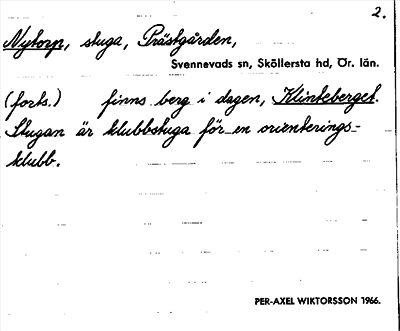 2.
Nytorp, stuga, Prästgården,
Svennevads sn, Sköllersta hd, Ör. län.
(forts.) finns berg i dagen, Klinteberget.
Stugan är klubbstuga för en orienterings-
klubb.
PER-AXEL WIKTORSSON 1966.